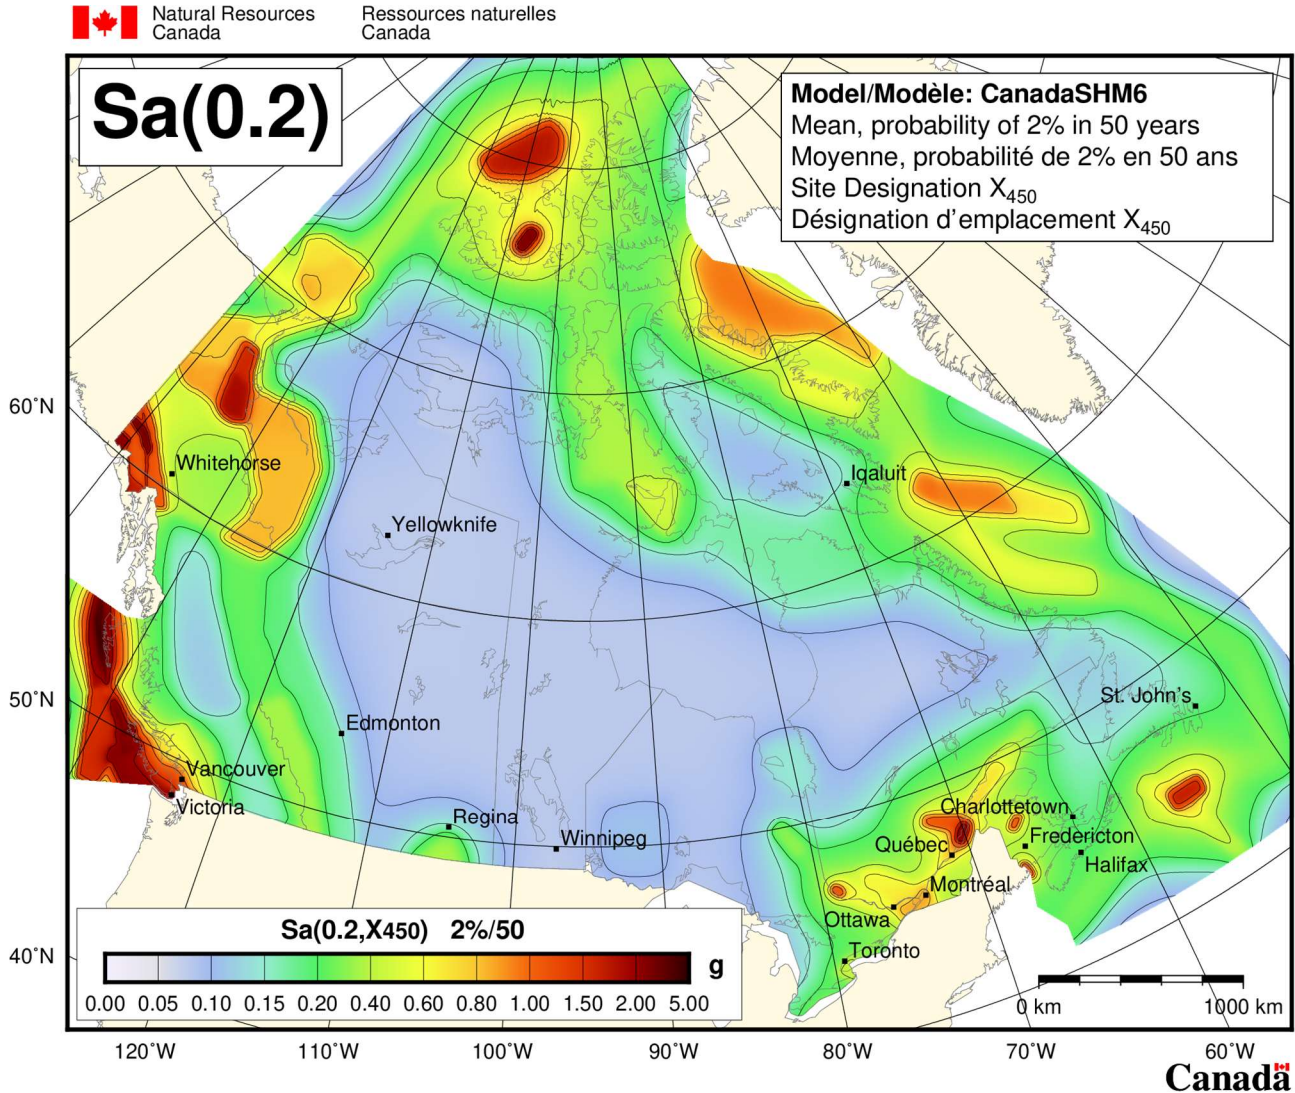 Natural Resources Ressources naturelles
Canada Canada
Sa(0.2)
Model/Modèle: CanadaSHM6
Mean, probability of 2% in 50 years
Moyenne, probabilité de 2% en 50 ans
Site Designation X450
Désignation d'emplacement X450
60˚N
Whitehorse
Iqaluit
Yellowknife
50˚N
St. John's
Edmonton
Vancouver
Victoria
Charlottetown
Regina
Fredericton
Winnipeg
Québec
Halifax
Montréal
Ottawa
Toronto
Sa(0.2,X450) 2%/50
40˚N
g
0.00 0.05 0.10 0.15 0.20 0.40 0.60 0.80 1.00 1.50 2.00 5.00
0 km 1000 km
120˚W 110˚W 100˚W 90˚W 80˚W 70˚W 60˚W
Canada